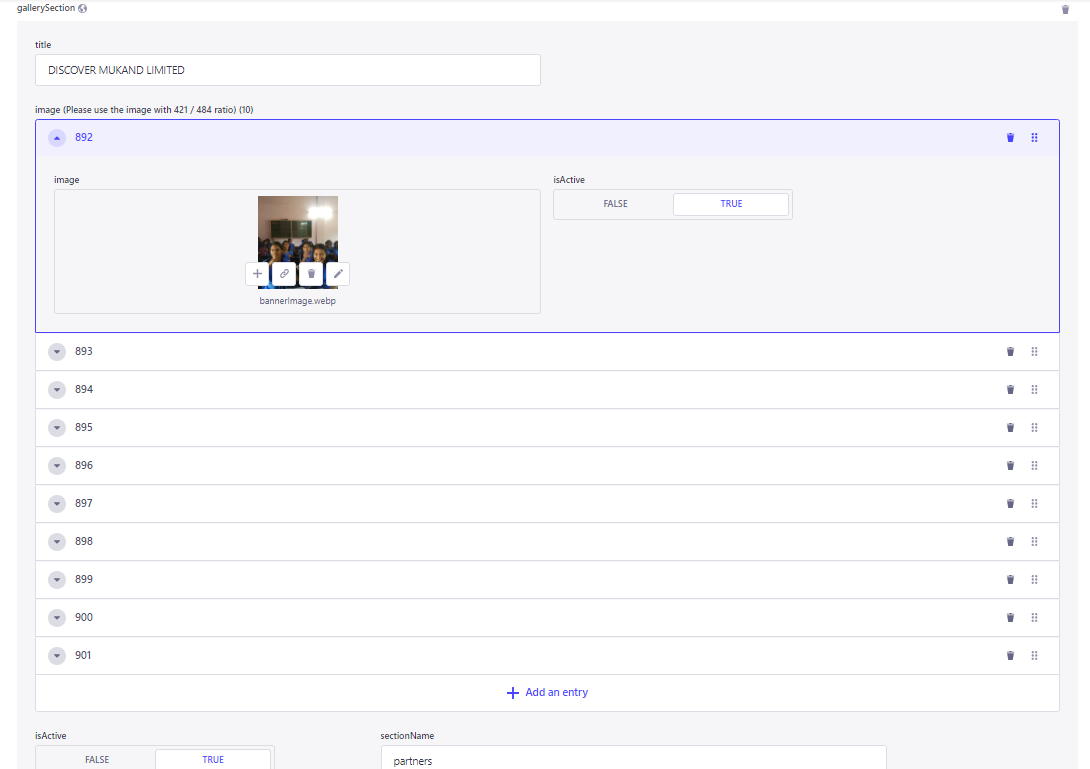 gallerySection
title
DISCOVER MUKAND LIMITED
image (Please use the image with 421 / 484 ratio) (10)
892
image
isActive
FALSE
TRUE
bannerImage.webp
893
894
895
896
897
898
899
900
901
Add an entry
isActive
sectionName
FALSE
TRUE
partners